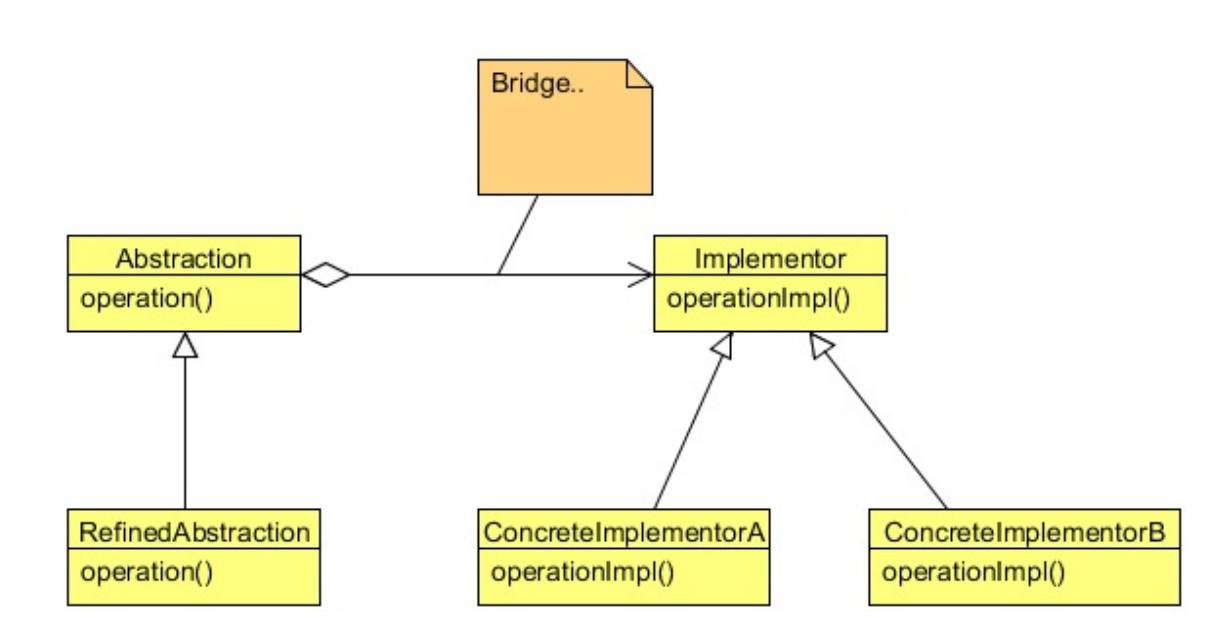 Bridge..
Abstraction
operation()
Implementor
operationImpl()
RefinedAbstraction
operation()
ConcreteImplementorA
operationImpl()
ConcreteImplementorB
operationImpl()